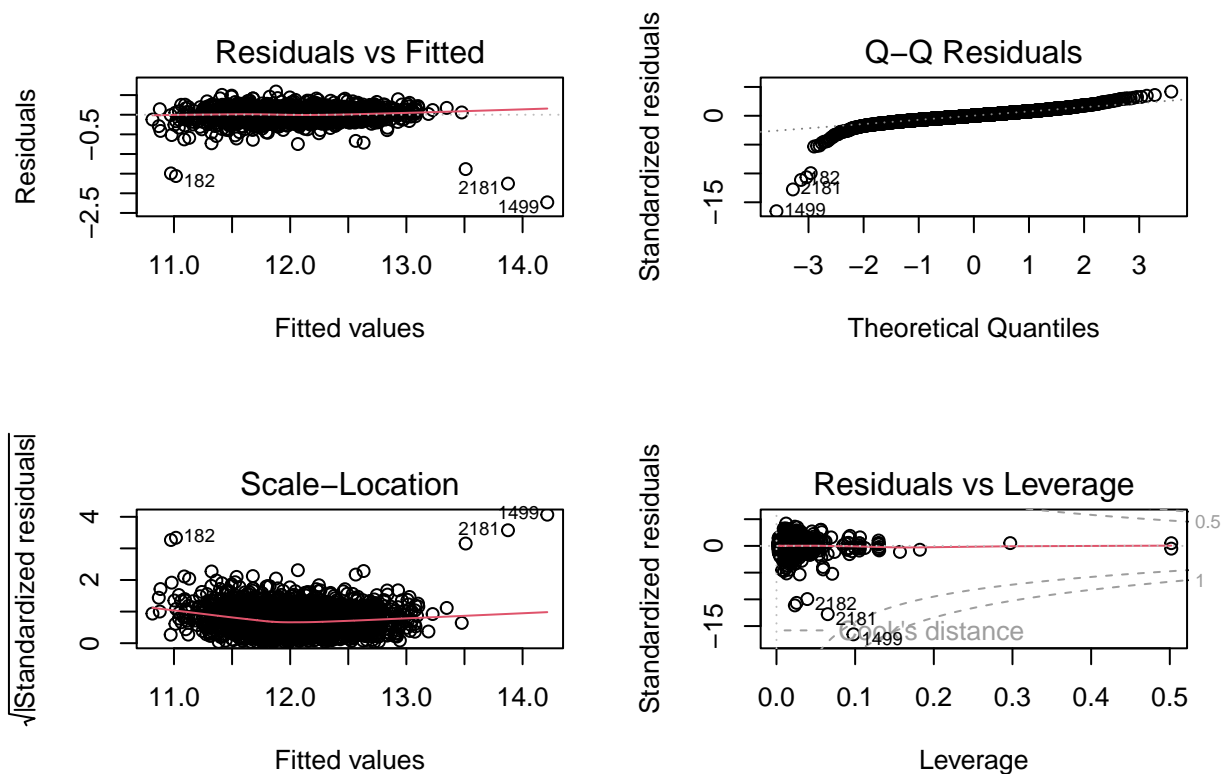 Residuals vs Fitted
Residuals
−0.5
−2.5
182
2181
1499
11.0 12.0 13.0 14.0
Fitted values
Q−Q Residuals
Standardized residuals
0
−15
182
2181
1499
−3 −2 −1 0 1 2 3
Theoretical Quantiles
Scale−Location
√|Standardized residuals|
4
2
0
182
2181
1499
11.0 12.0 13.0 14.0
Fitted values
Residuals vs Leverage
Standardized residuals
0
−15
0.5
1
2182
2181
1499
Cook's distance
0.0 0.1 0.2 0.3 0.4 0.5
Leverage